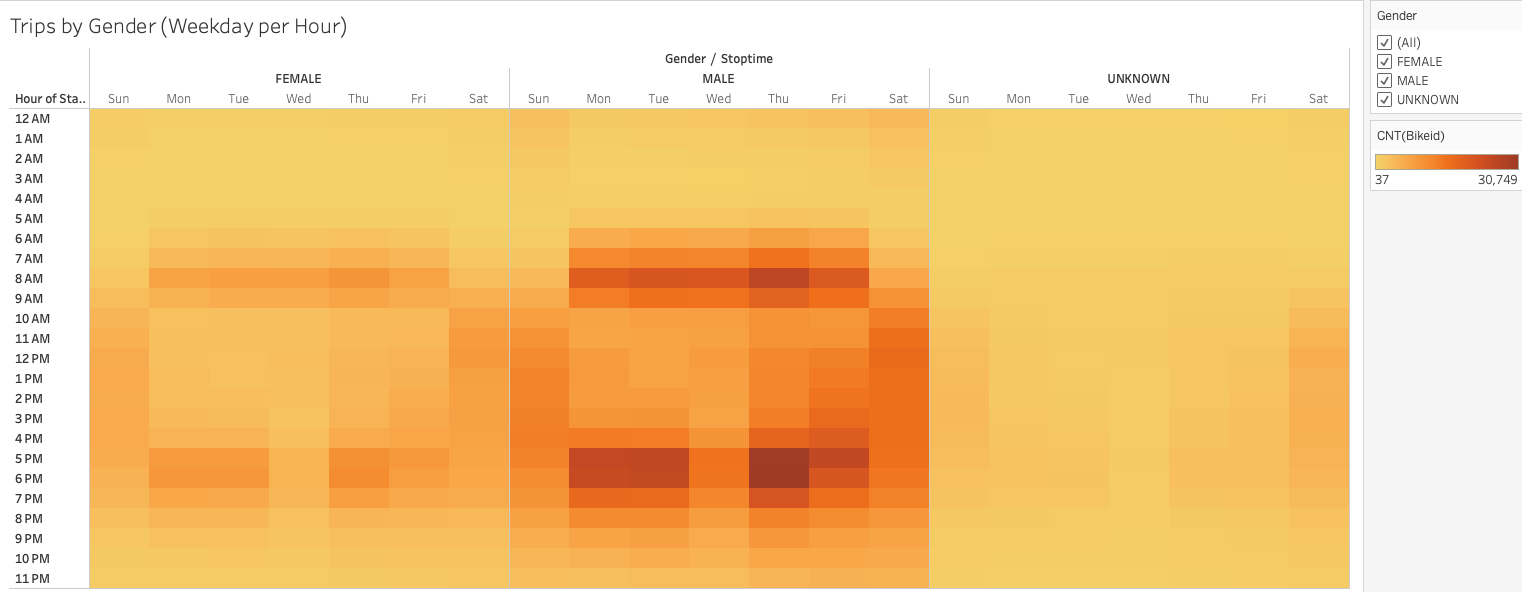 Trips by Gender (Weekday per Hour)
Gender / Stoptime
FEMALE MALE UNKNOWN
Hour of Sta.. Sun Mon Tue Wed Thu Fri Sat Sun Mon Tue Wed Thu Fri Sat Sun Mon Tue Wed Thu Fri Sat
12 AM
1 AM
2 AM
3 AM
4 AM
5 AM
6 AM
7 AM
8 AM
9 AM
10 AM
11 AM
12 PM
1 PM
2 PM
3 PM
4 PM
5 PM
6 PM
7 PM
8 PM
9 PM
10 PM
11 PM
Gender
(All)
FEMALE
MALE
UNKNOWN
CNT(Bikeid)
37 30,749